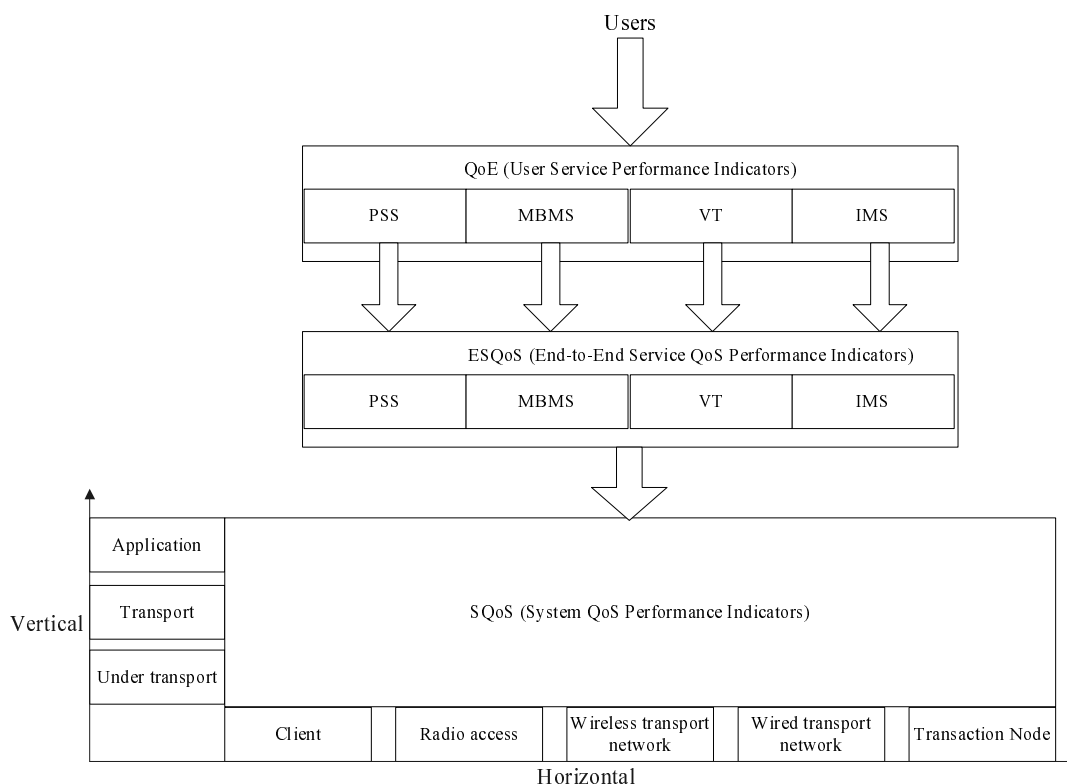 Users
QoE (User Service Performance Indicators)
PSS
MBMS
VT
IMS
ESQoS (End-to-End Service QoS Performance Indicators)
PSS
MBMS
VT
IMS
Application
Transport
Under transport
Vertical
SQoS (System QoS Performance Indicators)
Client
Radio access
Wireless transport
network
Wired transport
network
Transaction Node
Horizontal